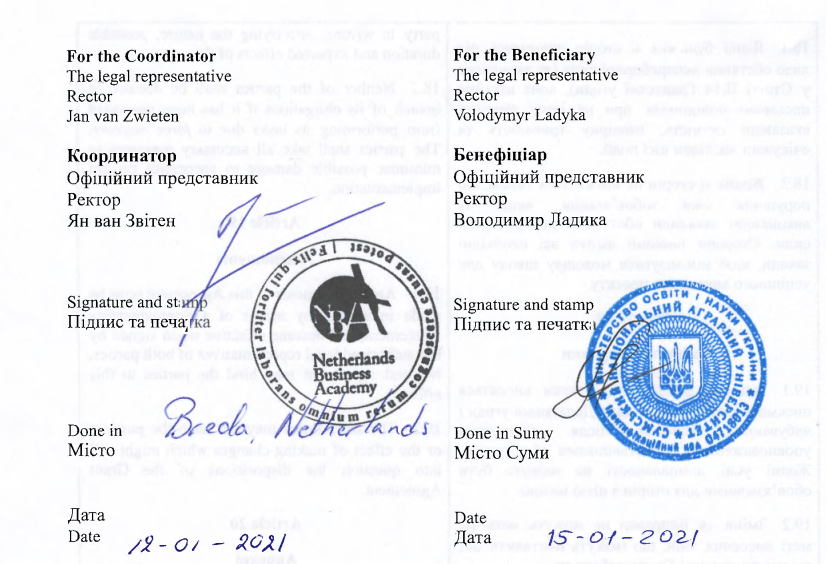 For the Coordinator
The legal representative
Rector
Jan van Zwieten
Координатор
Офіційний представник
Ректор
Ян ван Звітен
Signature and stamp
Підпис та печатка
Felix qui potest rerum cognoscere causas
fortiter laborans omnium
NBA
Netherlands
Business
Academy
Done in Breda, Netherlands
Місто
Дата
Date 12-01-2021
For the Beneficiary
The legal representative
Rector
Volodymyr Ladyka
Бенефіціар
Офіційний представник
Ректор
Володимир Ладика
Signature and stamp
Підпис та печатка
МІНІСТЕРСТВО ОСВІТИ І НАУКИ УКРАЇНИ
СУМСЬКИЙ НАЦІОНАЛЬНИЙ АГРАРНИЙ УНІВЕРСИТЕТ
Ідентифікаційний код 04718013
Done in Sumy
Місто Суми
Date
Дата 15-01-2021